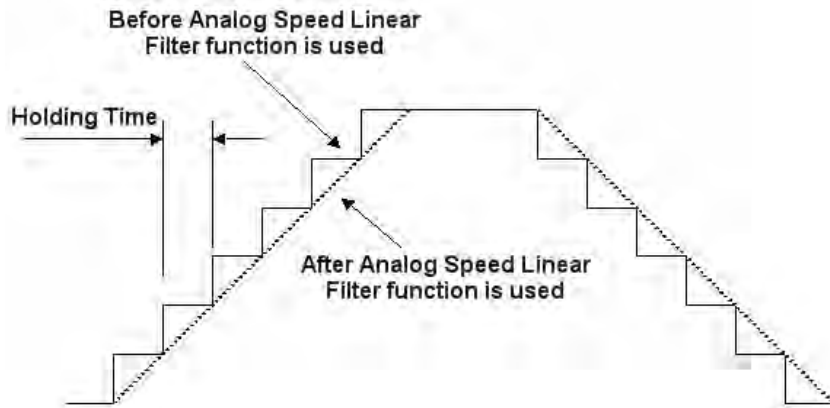 Before Analog Speed Linear
Filter function is used
Holding Time
After Analog Speed Linear
Filter function is used